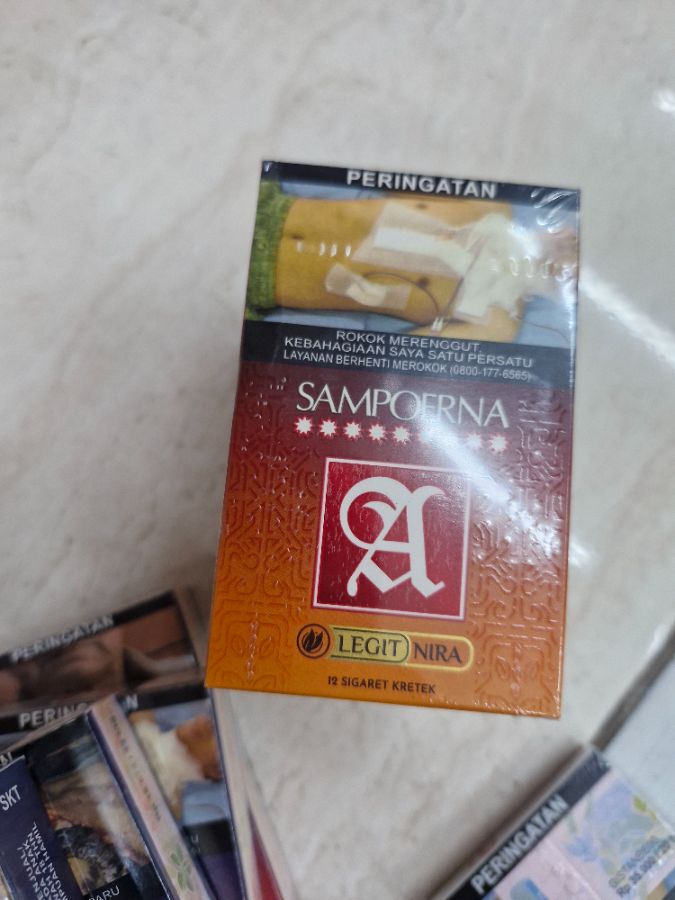 PERINGATAN
ROKOK MERENGGUT
KEBAHAGIAAN SAYA SATU PERSATU
LAYANAN BERHENTI MEROKOK (0800-177-6565)
SAMPOERNA
A
LEGIT NIRA
12 SIGARET KRETEK
PERINGATAN
PERINGATAN
SKT
PERINGATAN